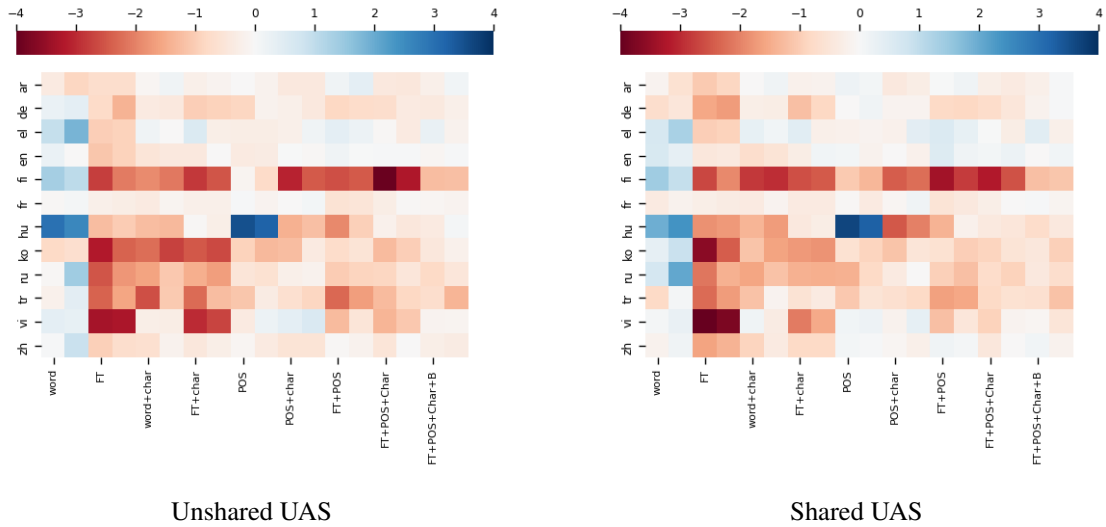 −4 −3 −2 −1 0 1 2 3 4
ar
de
el
en
fi
fr
hu
ko
ru
tr
vi
zh
word
FT
word+char
FT+char
POS
POS+char
FT+POS
FT+POS+Char
FT+POS+Char+B
Unshared UAS
−4 −3 −2 −1 0 1 2 3 4
ar
de
el
en
fi
fr
hu
ko
ru
tr
vi
zh
word
FT
word+char
FT+char
POS
POS+char
FT+POS
FT+POS+Char
FT+POS+Char+B
Shared UAS